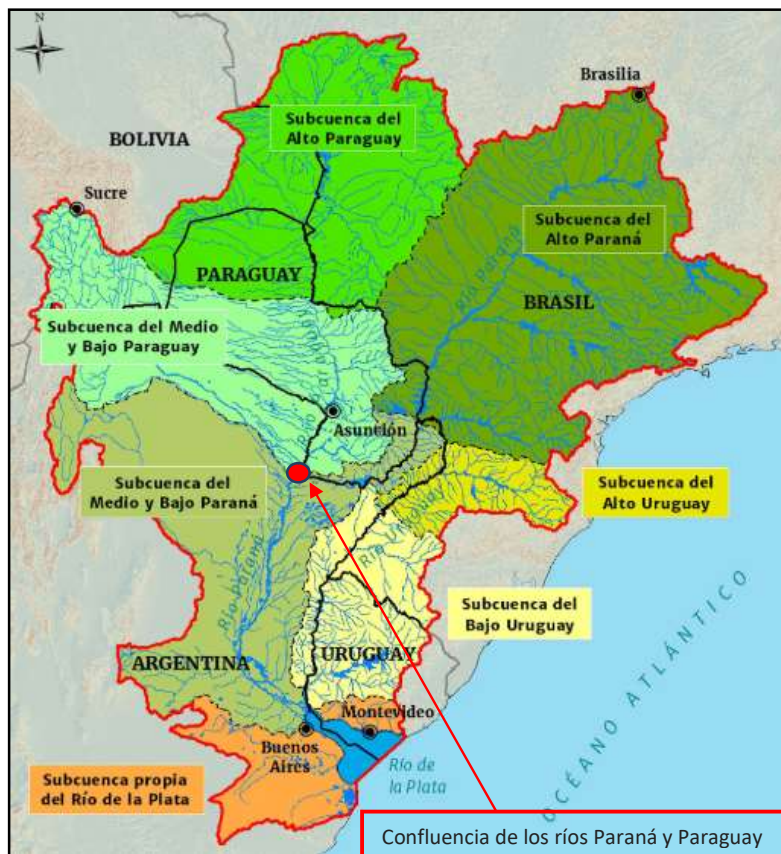 N
Brasilia
Subcuenca del
Alto Paraguay
BOLIVIA
Sucre
Subcuenca del
Alto Paraná
Río Paraná
PARAGUAY
BRASIL
Subcuenca del Medio
y Bajo Paraguay
Asunción
Subcuenca del
Medio y Bajo Paraná
Subcuenca del
Alto Uruguay
Río Uruguay
Río Paraná
Subcuenca del
Bajo Uruguay
ARGENTINA
URUGUAY
Montevideo
Buenos
Aires
Río de
la Plata
Subcuenca propia
del Río de la Plata
OCÉANO ATLÁNTICO
Confluencia de los ríos Paraná y Paraguay